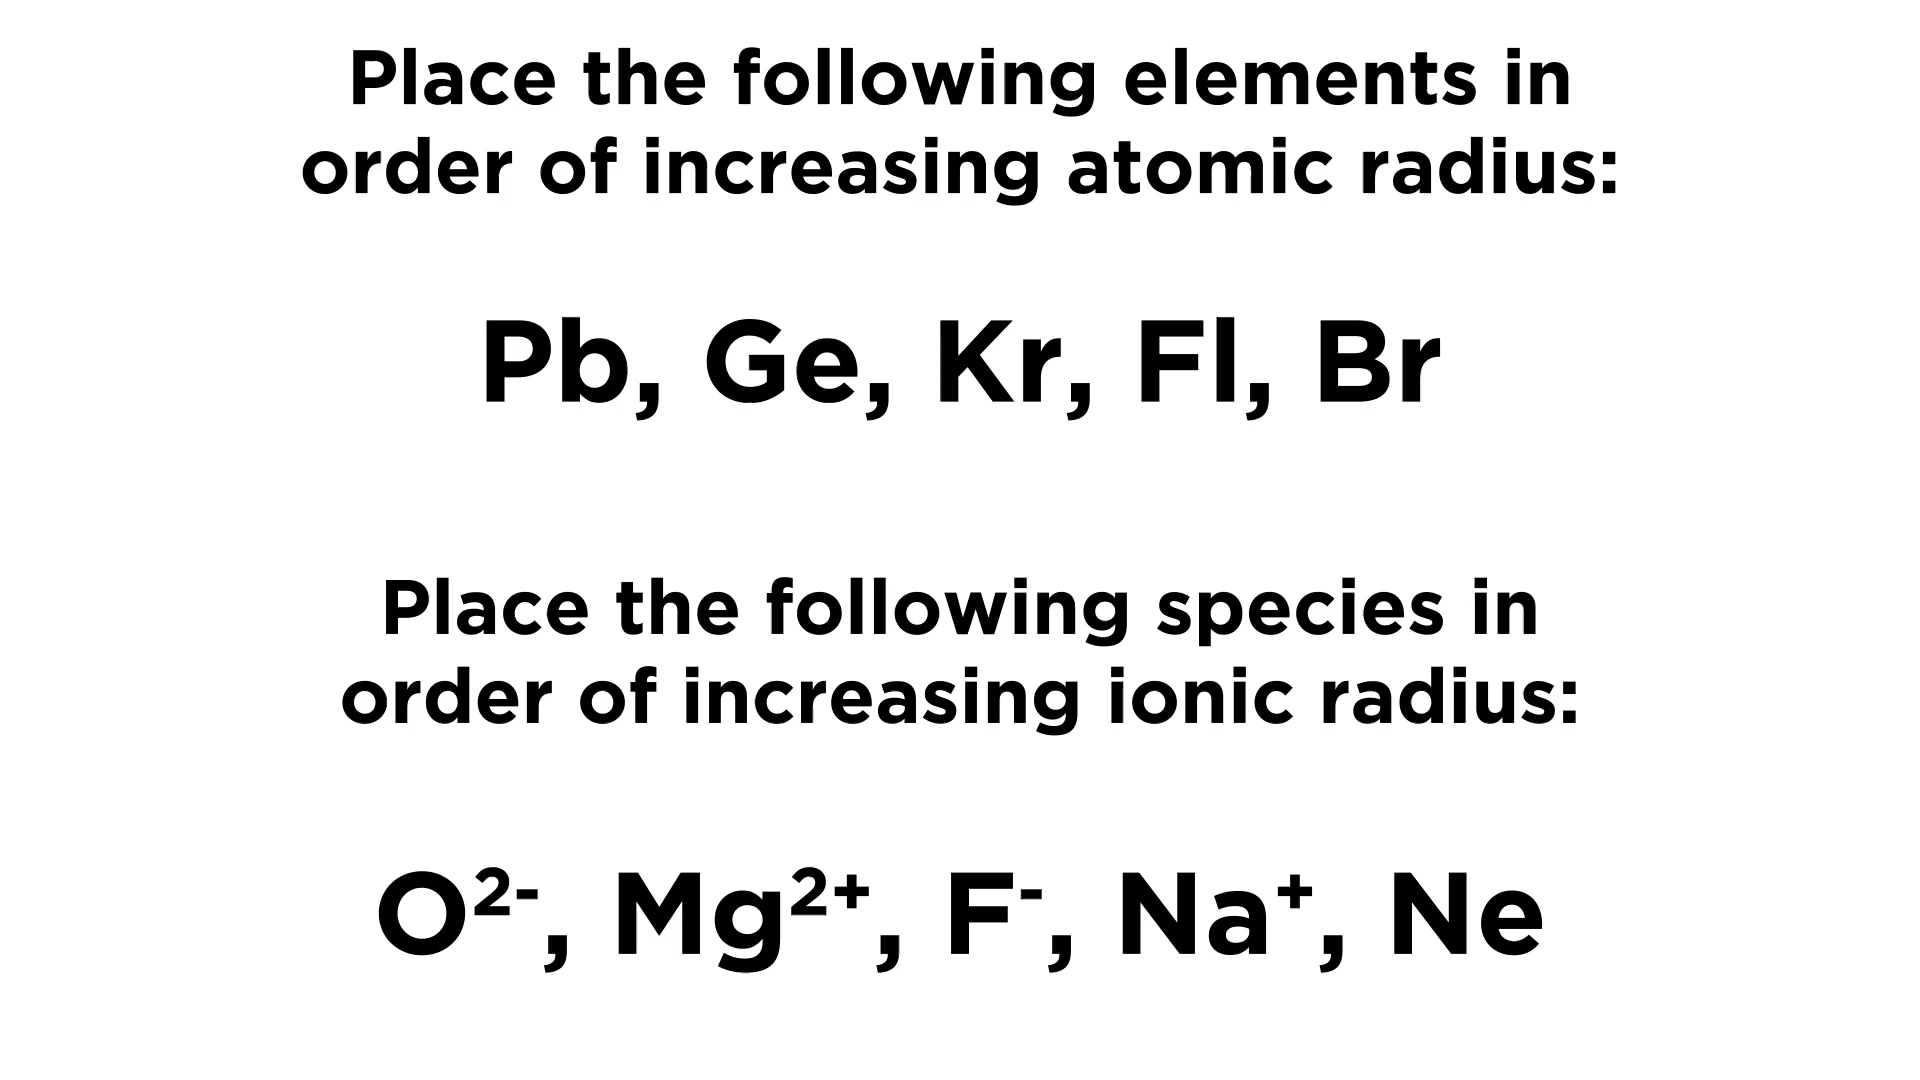 Place the following elements in
order of increasing atomic radius:
Pb, Ge, Kr, Fl, Br
Place the following species in
order of increasing ionic radius:
O²⁻, Mg²⁺, F⁻, Na⁺, Ne